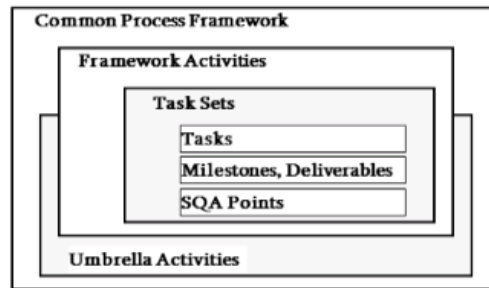 Common Process Framework
Framework Activities
Task Sets
Tasks
Milestones, Deliverables
SQA Points
Umbrella Activities